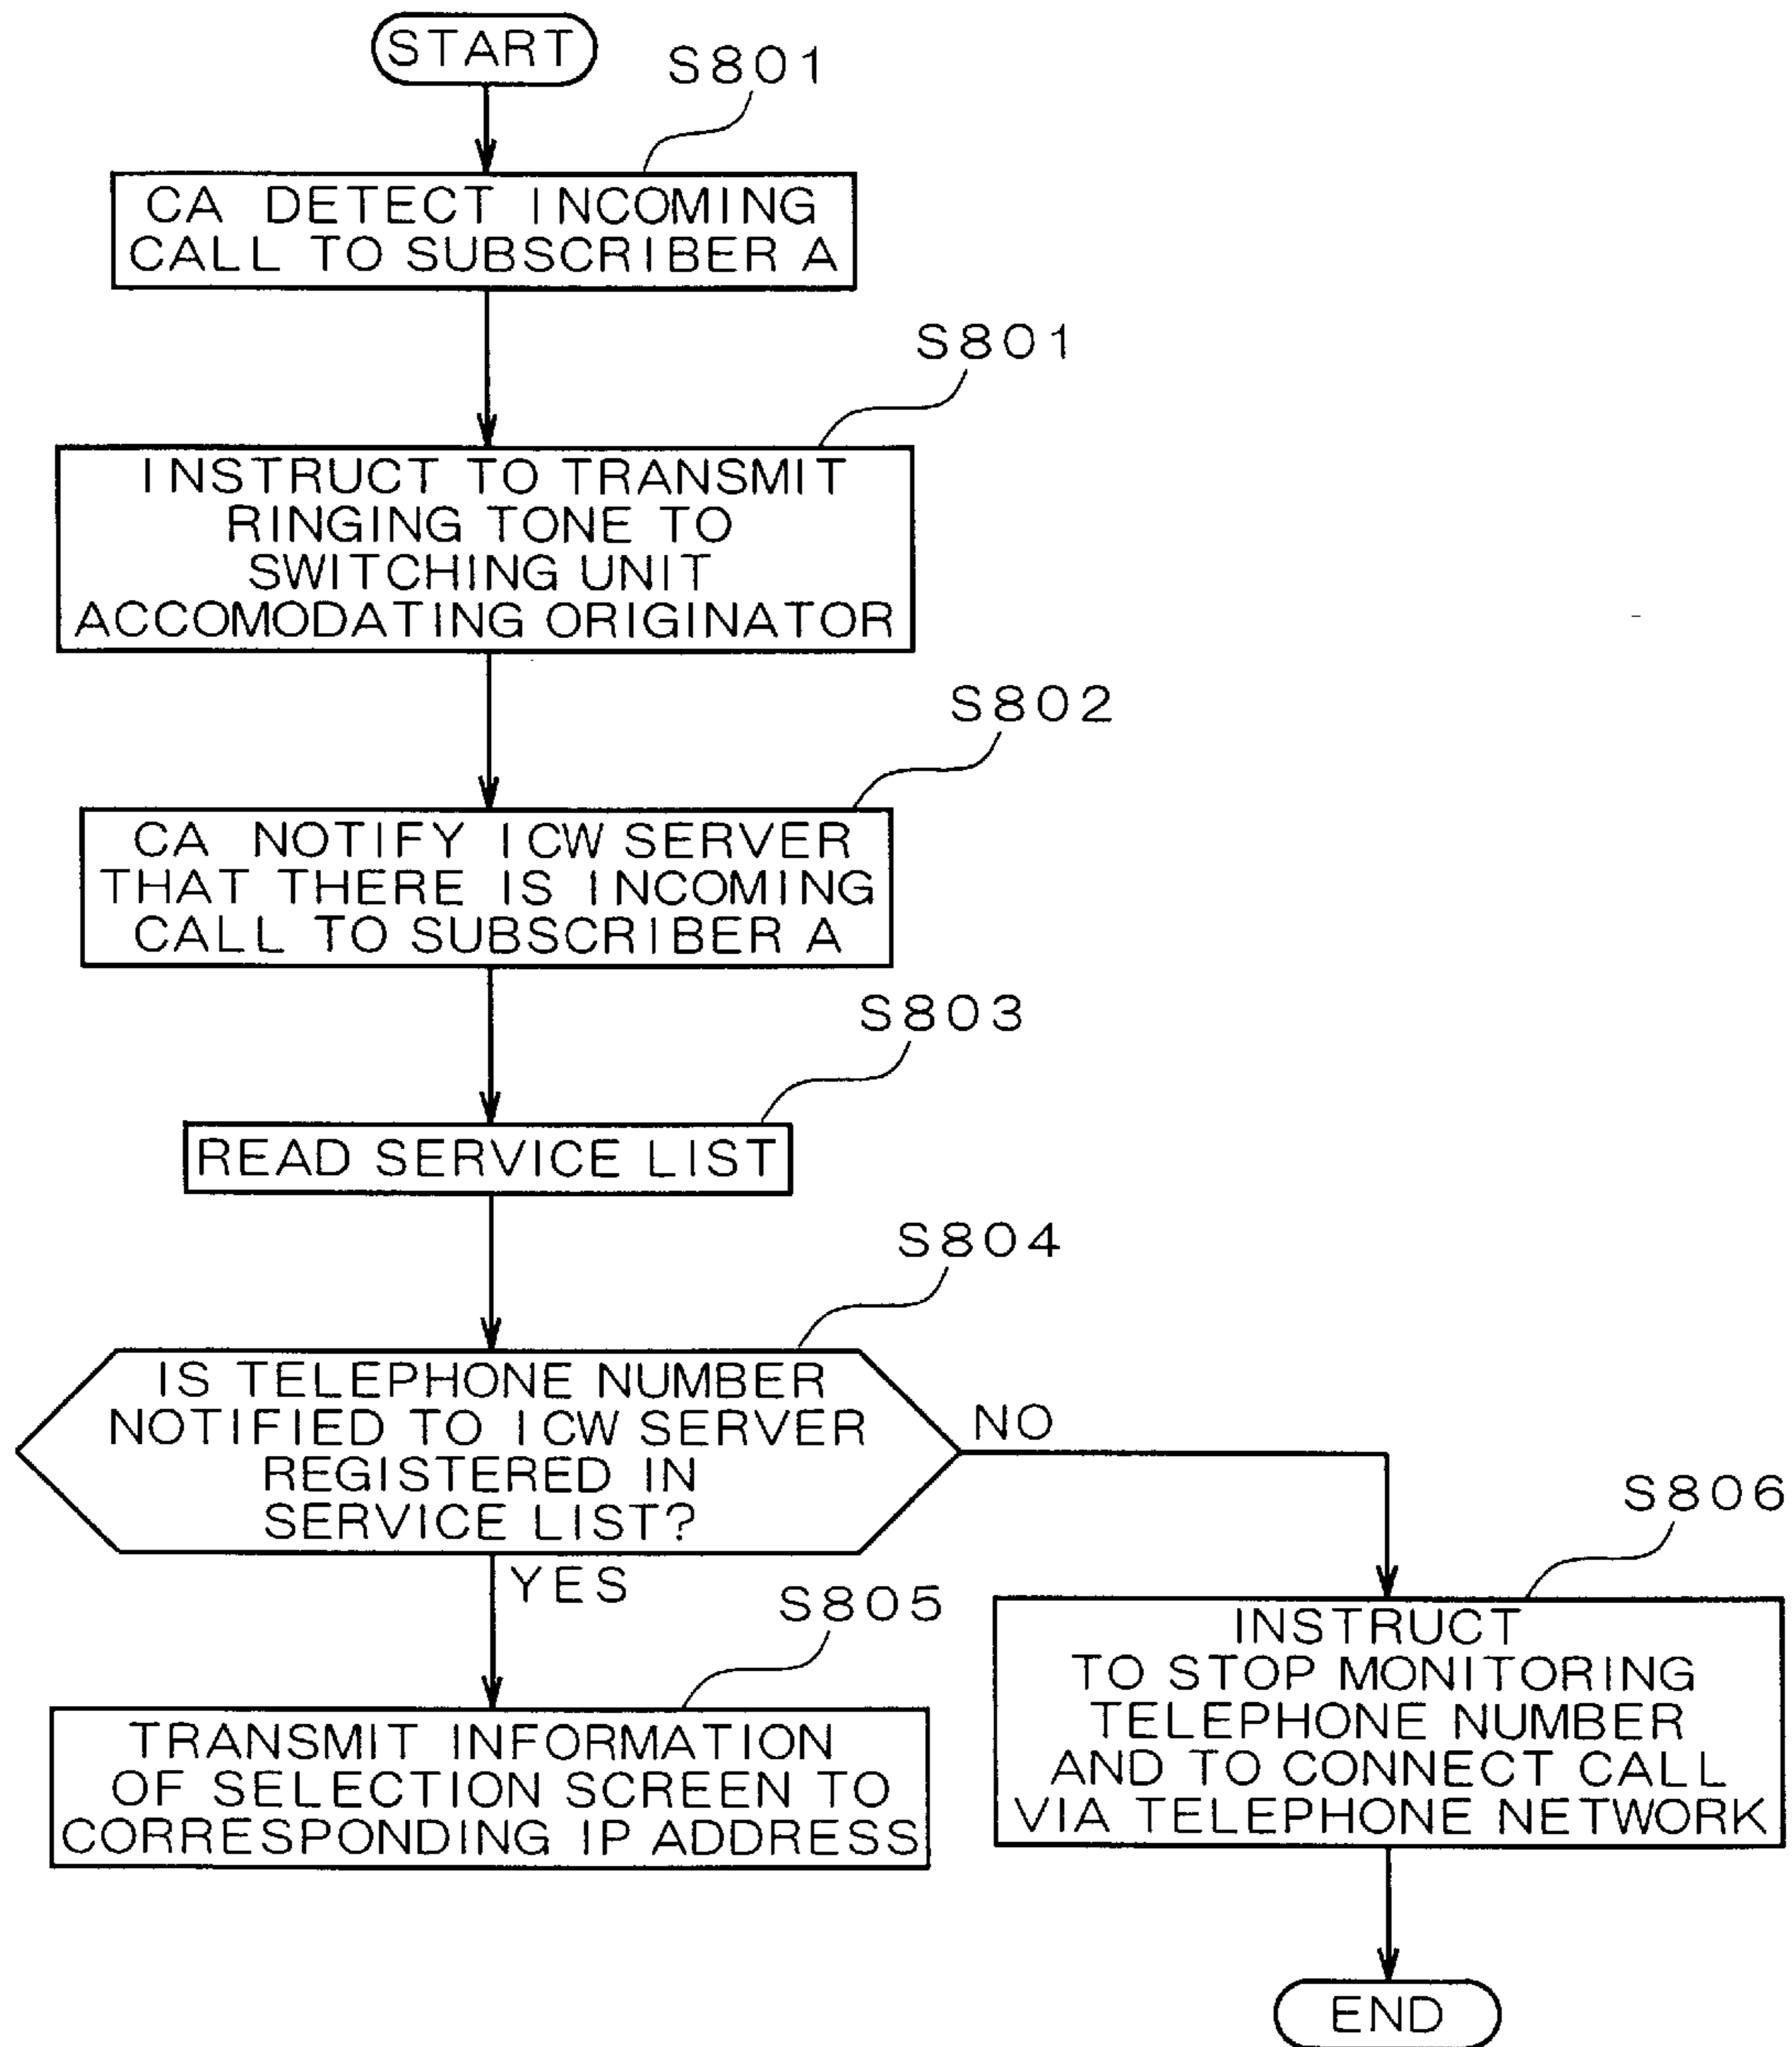 START
S801
CA DETECT INCOMING
CALL TO SUBSCRIBER A
S801
INSTRUCT TO TRANSMIT
RINGING TONE TO
SWITCHING UNIT
ACCOMODATING ORIGINATOR
S802
CA NOTIFY ICW SERVER
THAT THERE IS INCOMING
CALL TO SUBSCRIBER A
S803
READ SERVICE LIST
S804
IS TELEPHONE NUMBER
NOTIFIED TO ICW SERVER
REGISTERED IN
SERVICE LIST?
NO
YES
S805
TRANSMIT INFORMATION
OF SELECTION SCREEN TO
CORRESPONDING IP ADDRESS
S806
INSTRUCT
TO STOP MONITORING
TELEPHONE NUMBER
AND TO CONNECT CALL
VIA TELEPHONE NETWORK
END